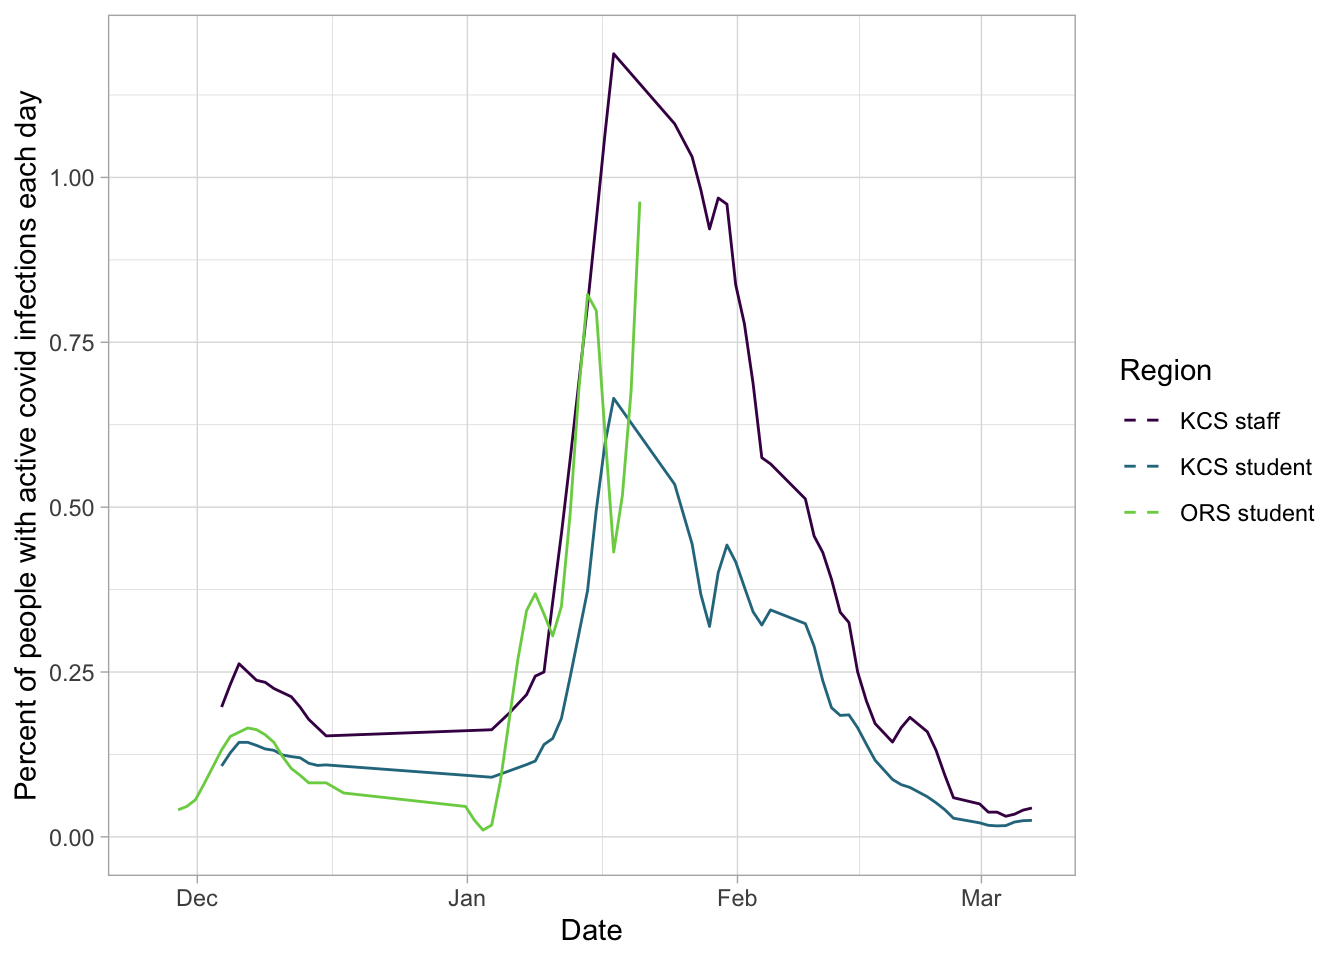 Percent of people with active covid infections each day
1.00
0.75
0.50
0.25
0.00
Dec
Jan
Feb
Mar
Date
Region
KCS staff
KCS student
ORS student